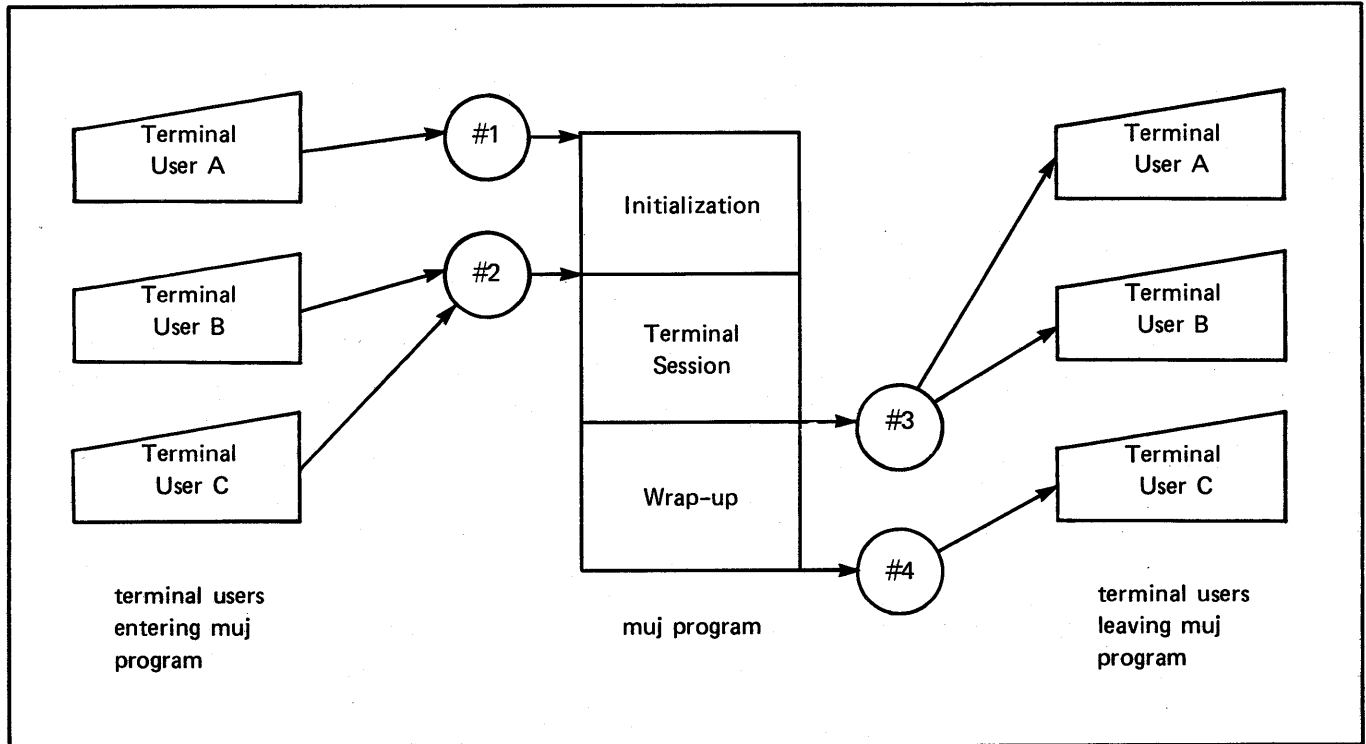 Terminal
User A
#1
Terminal
User A
Initialization
Terminal
User B
#2
Terminal
User B
Terminal
Session
Terminal
User C
#3
Terminal
User C
Wrap-up
#4
terminal users
entering muj
program
muj program
terminal users
leaving muj
program